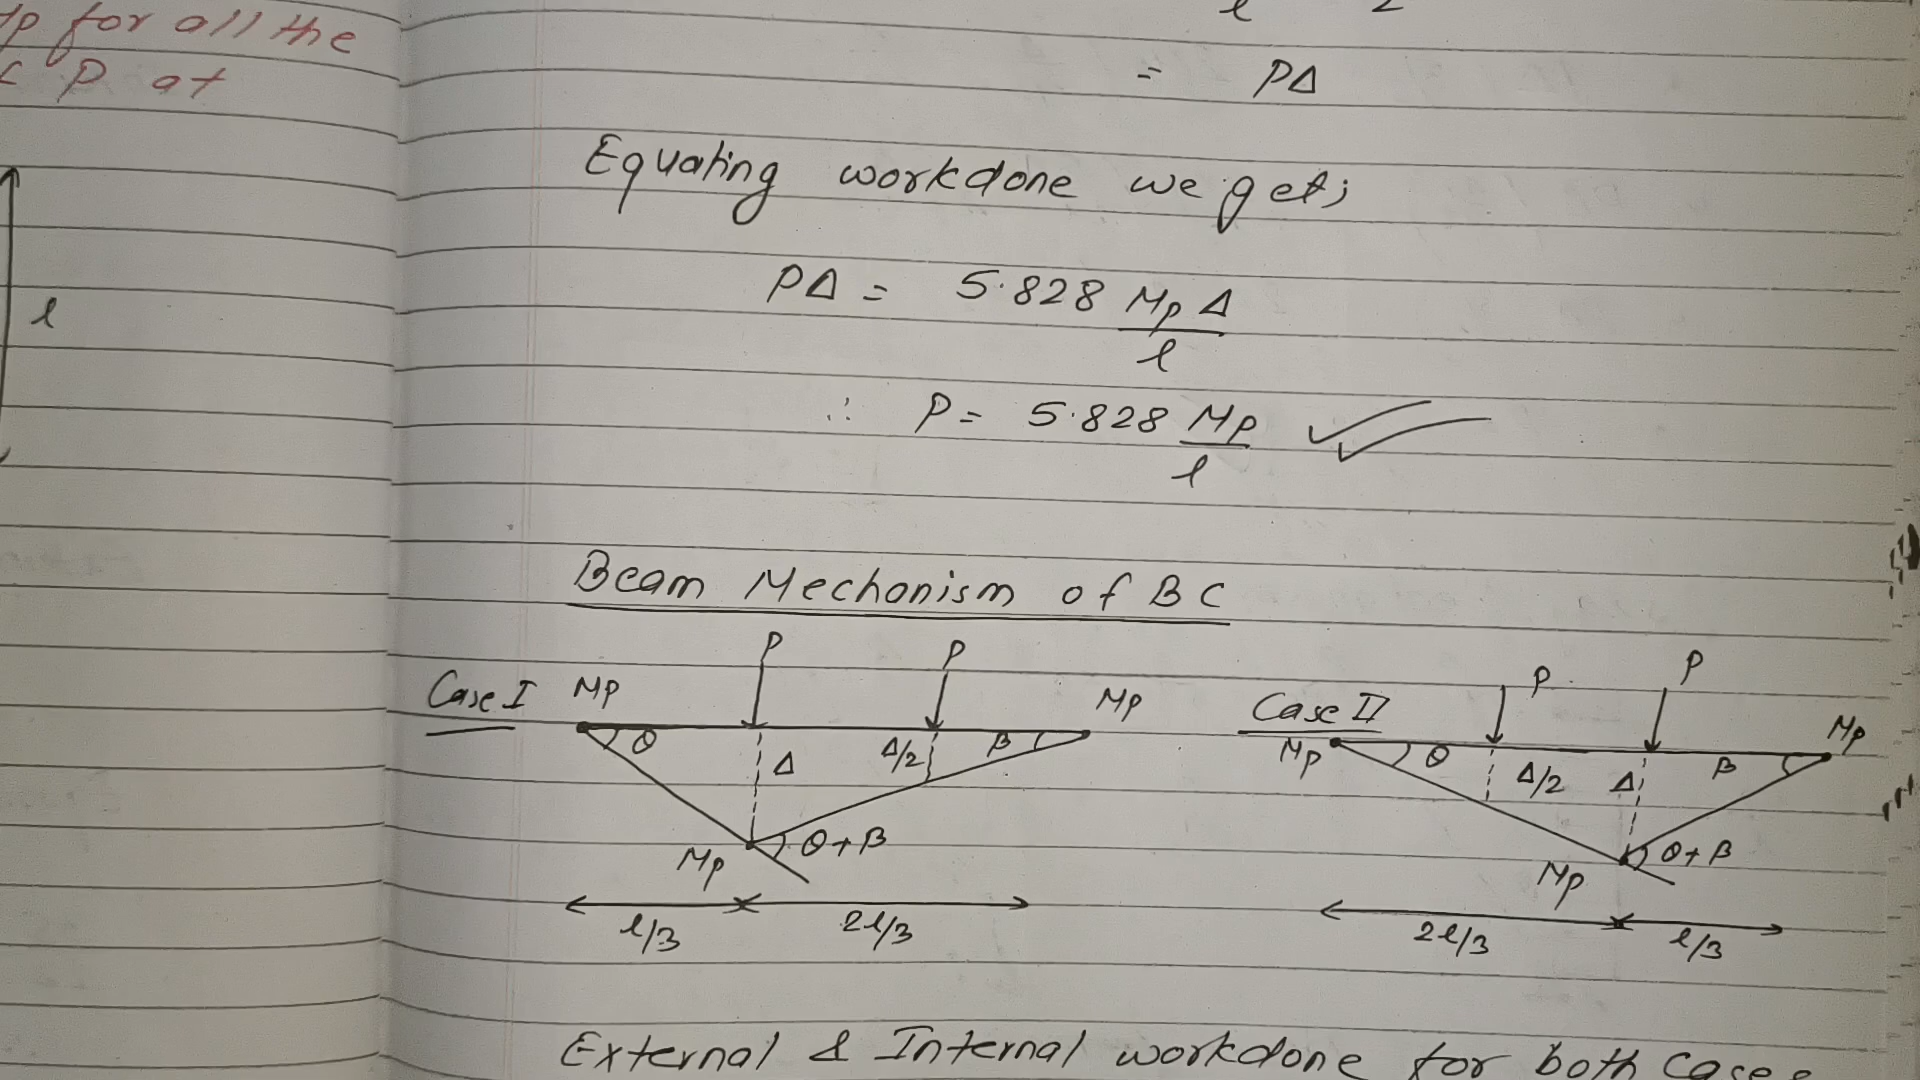 for all the
P at
l
= PΔ
Equating workdone we get;
PΔ = 5.828 MpΔ/l
∴ P = 5.828 Mp/l
Beam Mechanism of BC
Case I Mp P P Mp
θ Δ Δ/2 β
Mp θ+β
l/3 2l/3
Case II P P Mp
Mp θ Δ/2 Δ β
Mp θ+β
2l/3 l/3
External & Internal workdone for both cases